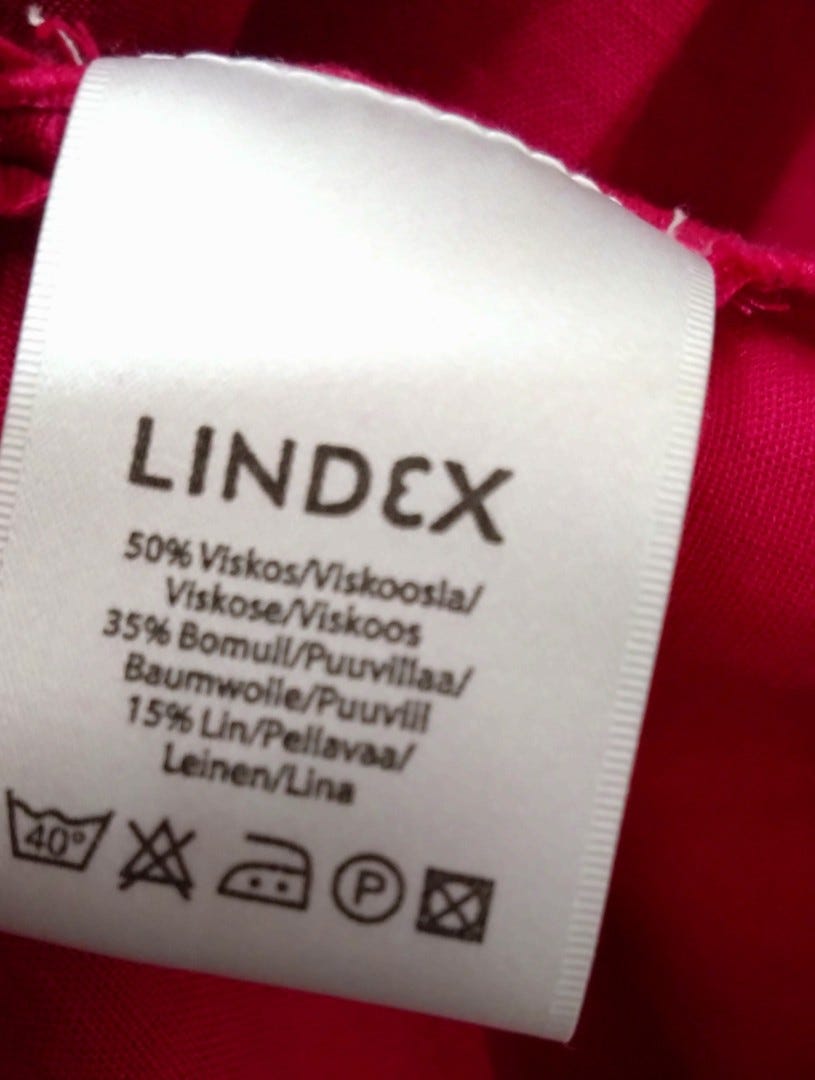 LINDEX
50% Viskos/Viskoosia/
Viskose/Viskoos
35% Bomull/Puuvillaa/
Baumwolle/Puuvill
15% Lin/Pellavaa/
Leinen/Lina
40° P